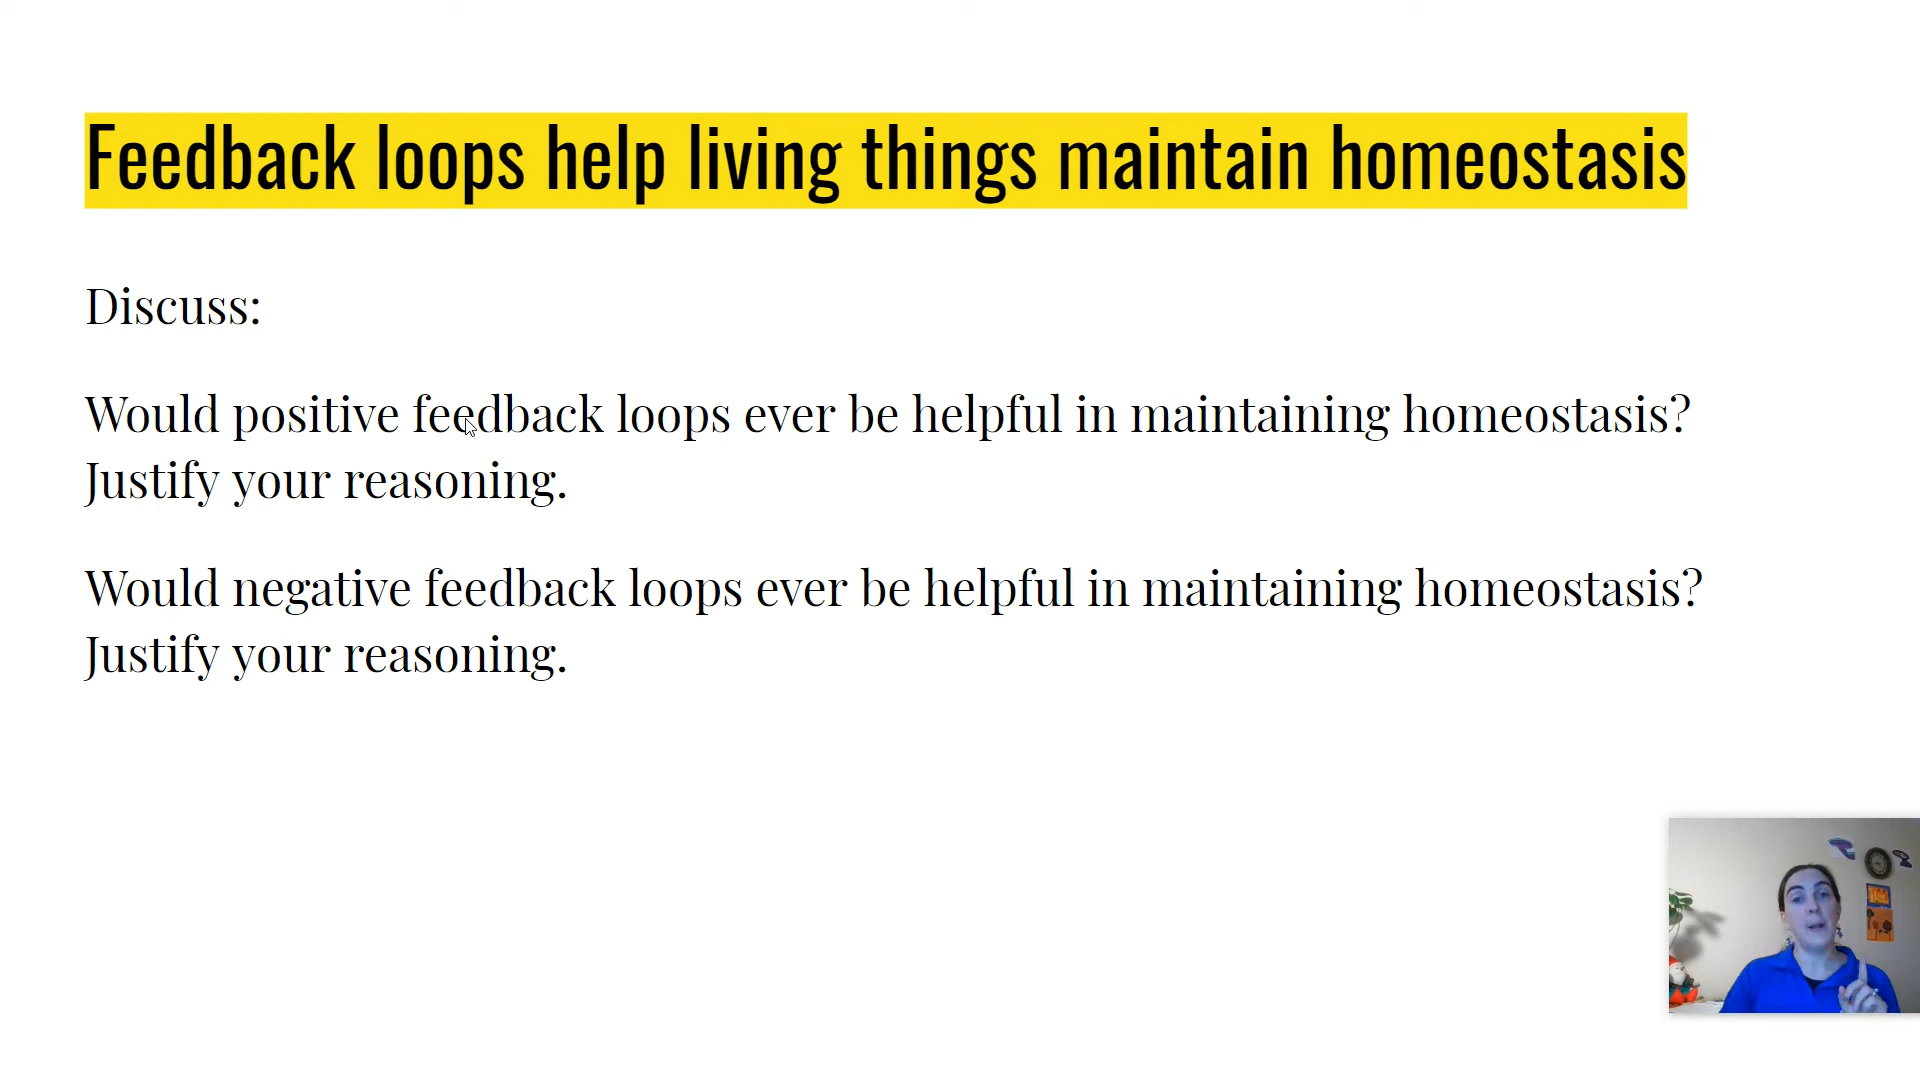 Feedback loops help living things maintain homeostasis
Discuss:
Would positive feedback loops ever be helpful in maintaining homeostasis?
Justify your reasoning.
Would negative feedback loops ever be helpful in maintaining homeostasis?
Justify your reasoning.